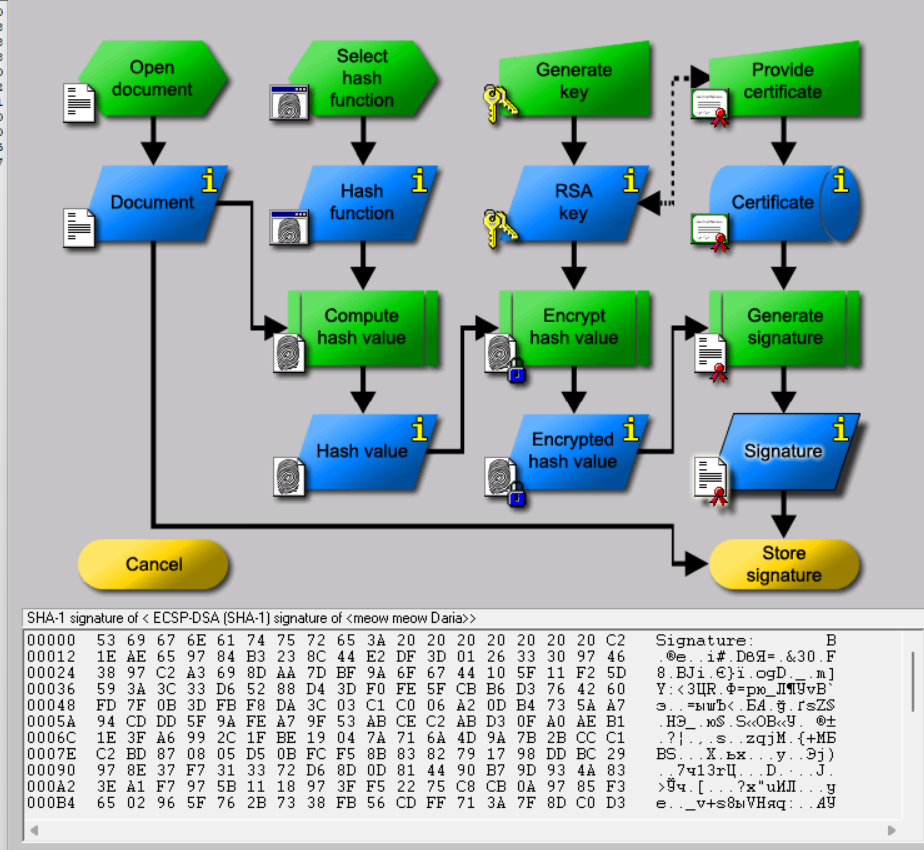 Open
document
Select
hash
function
Generate
key
Provide
certificate
Document
Hash
function
RSA
key
Certificate
Compute
hash value
Encrypt
hash value
Generate
signature
Hash value
Encrypted
hash value
Signature
Cancel
Store
signature
SHA-1 signature of < ECSP-DSA (SHA-1) signature of <meow meow Daria>>
00000 53 69 67 6E 61 74 75 72 65 3A 20 20 20 20 20 20 20 C2 Signature: В
00012 1E AE 65 97 84 B3 23 8C 44 E2 DF 3D 01 26 33 30 97 46
00024 38 97 C2 A3 69 8D AA 7D BF 9A 6F 67 44 10 5F 11 F2 5D
00036 59 3A 3C 33 D6 52 88 D4 3D F0 FE 5F CB B6 D3 76 42 60
00048 FD 7F 0B 3D FB F8 DA 3C 03 C1 C0 06 A2 0D B4 73 5A A7
0005A 94 CD DD 5F 9A FE A7 9F 53 AB CE C2 AB D3 0F A0 AE B1
0006C 1E 3F A6 99 2C 1F BE 19 04 7A 71 6A 4D 9A 7B 2B CC C1
0007E C2 BD 87 08 05 D5 0B FC F5 8B 83 82 79 17 98 DD BC 29
00090 97 8E 37 F7 31 33 72 D6 8D 0D 81 44 90 B7 9D 93 4A 83
000A2 3E A1 F7 97 5B 11 18 97 3F F5 22 75 C8 CB 0A 97 85 F3
000B4 65 02 96 5F 76 2B 73 38 FB 56 CD FF 71 3A 7F 8D C0 D3